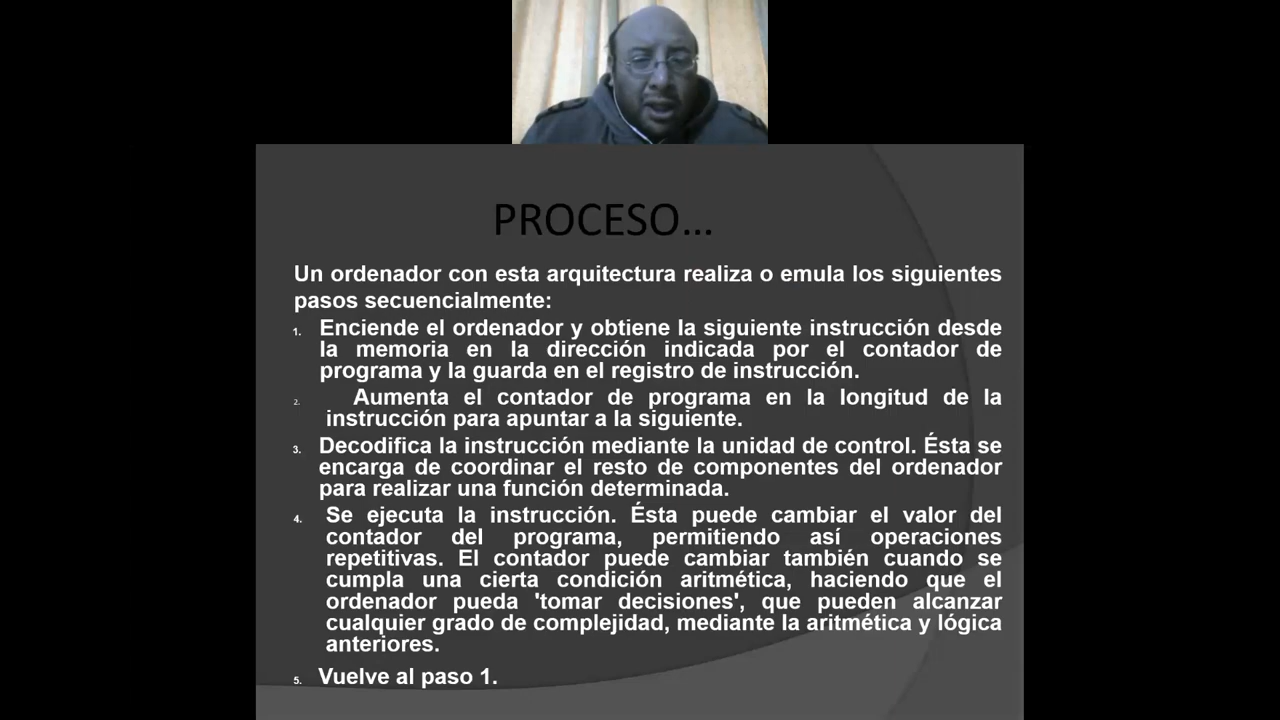 PROCESO...
Un ordenador con esta arquitectura realiza o emula los siguientes
pasos secuencialmente:
1. Enciende el ordenador y obtiene la siguiente instrucción desde
la memoria en la dirección indicada por el contador de
programa y la guarda en el registro de instrucción.
2. Aumenta el contador de programa en la longitud de la
instrucción para apuntar a la siguiente.
3. Decodifica la instrucción mediante la unidad de control. Ésta se
encarga de coordinar el resto de componentes del ordenador
para realizar una función determinada.
4. Se ejecuta la instrucción. Ésta puede cambiar el valor del
contador del programa, permitiendo así operaciones
repetitivas. El contador puede cambiar también cuando se
cumpla una cierta condición aritmética, haciendo que el
ordenador pueda 'tomar decisiones', que pueden alcanzar
cualquier grado de complejidad, mediante la aritmética y lógica
anteriores.
5. Vuelve al paso 1.